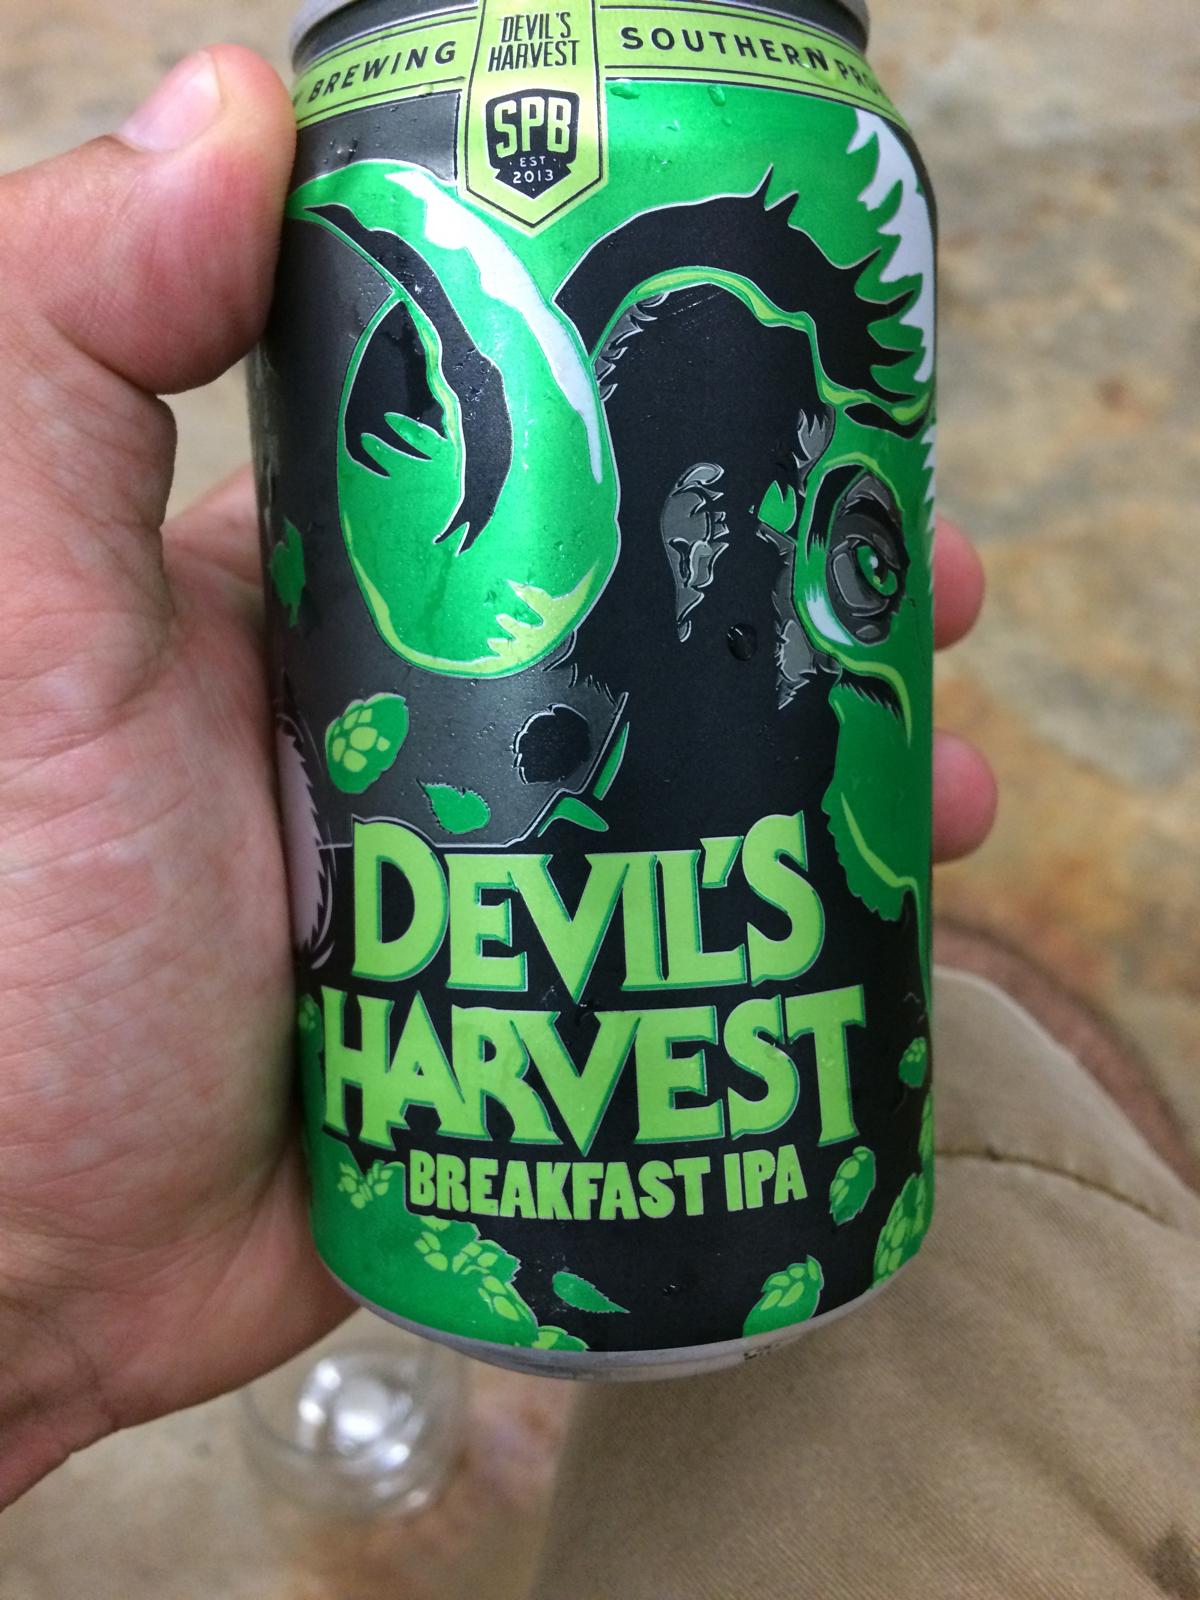 BREWING
DEVIL'S
HARVEST
SOUTHERN
SPB
EST
2013
DEVIL'S
HARVEST
BREAKFAST IPA